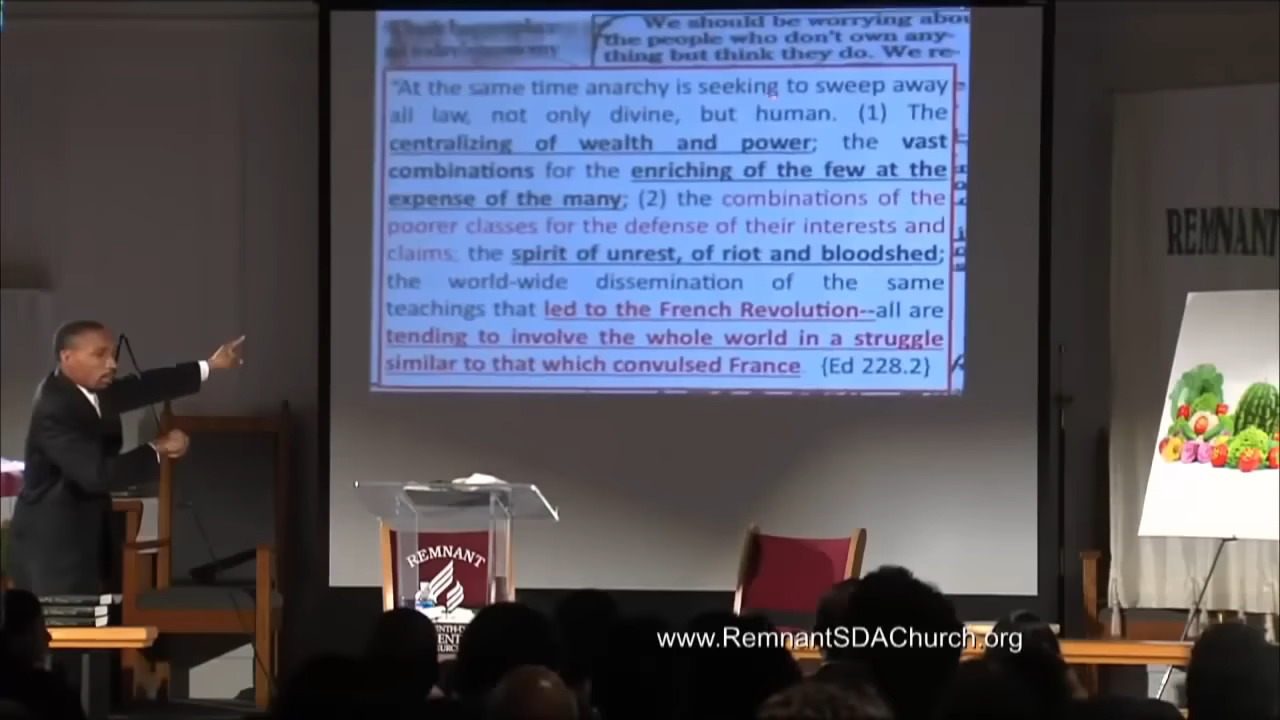 We should be worrying abou
the people who don't own any-
thing but think they do. We re-
"At the same time anarchy is seeking to sweep away
all law, not only divine, but human. (1) The
centralizing of wealth and power; the vast
combinations for the enriching of the few at the
expense of the many; (2) the combinations of the
poorer classes for the defense of their interests and
claims; the spirit of unrest, of riot and bloodshed;
the world-wide dissemination of the same
teachings that led to the French Revolution--all are
tending to involve the whole world in a struggle
similar to that which convulsed France. {Ed 228.2}
REMNANT
REMNANT
www.RemnantSDAChurch.org